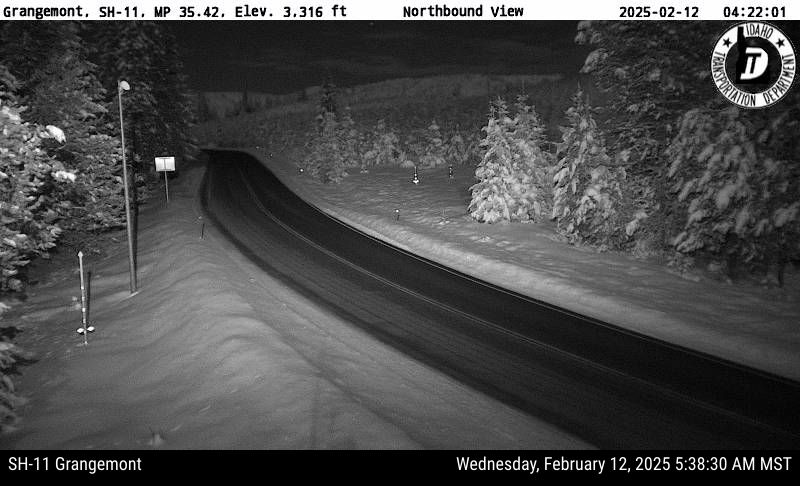 Grangemont, SH-11, MP 35.42, Elev. 3,316 ft Northbound View 2025-02-12 04:22:01
IDAHO
TRANSPORTATION DEPARTMENT
SH-11 Grangemont Wednesday, February 12, 2025 5:38:30 AM MST